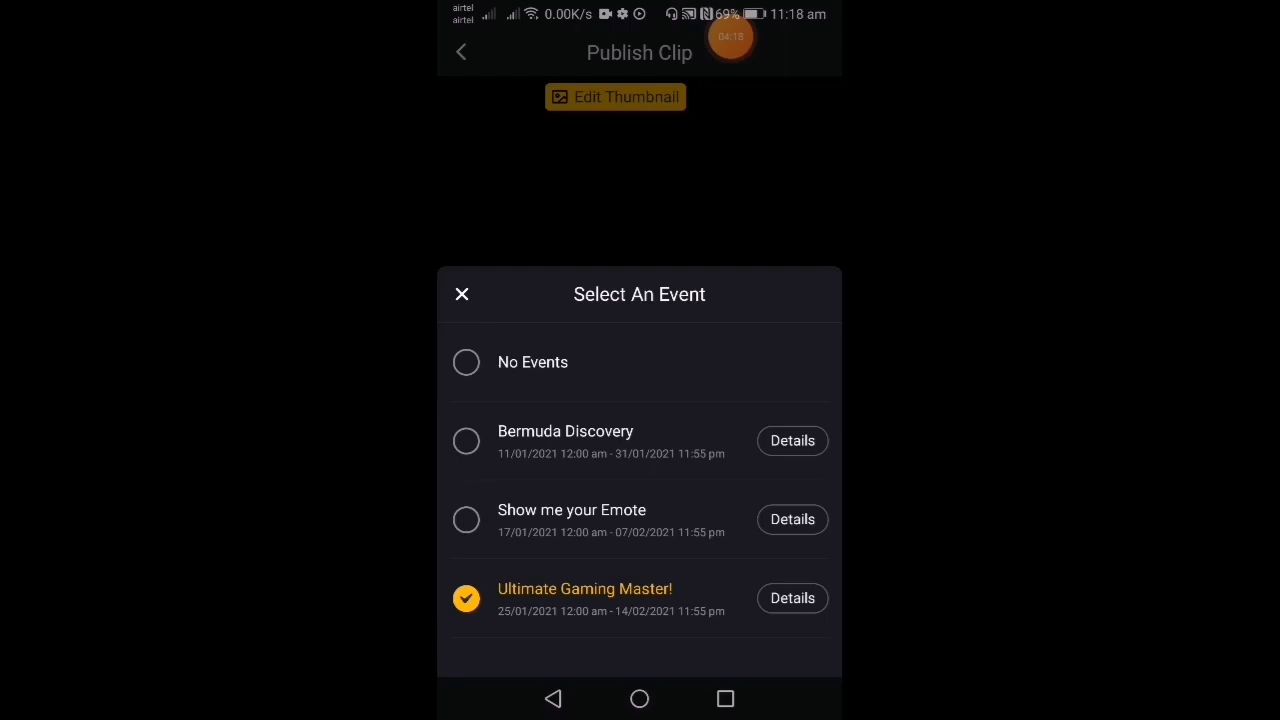 airtel
airtel
0.00K/s
69%
11:18 am
04:18
Publish Clip
Edit Thumbnail
Select An Event
No Events
Bermuda Discovery
11/01/2021 12:00 am - 31/01/2021 11:55 pm
Details
Show me your Emote
17/01/2021 12:00 am - 07/02/2021 11:55 pm
Details
Ultimate Gaming Master!
25/01/2021 12:00 am - 14/02/2021 11:55 pm
Details